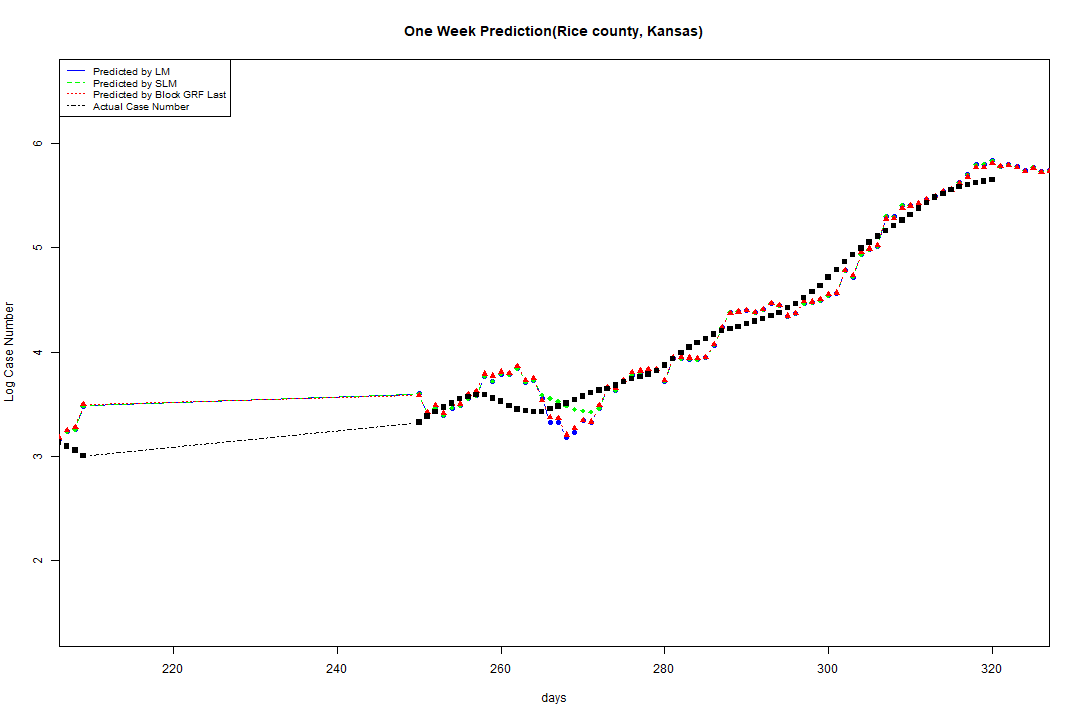 One Week Prediction(Rice county, Kansas)
Predicted by LM
Predicted by SLM
Predicted by Block GRF Last
Actual Case Number
Log Case Number
6
5
4
3
2
220 240 260 280 300 320
days